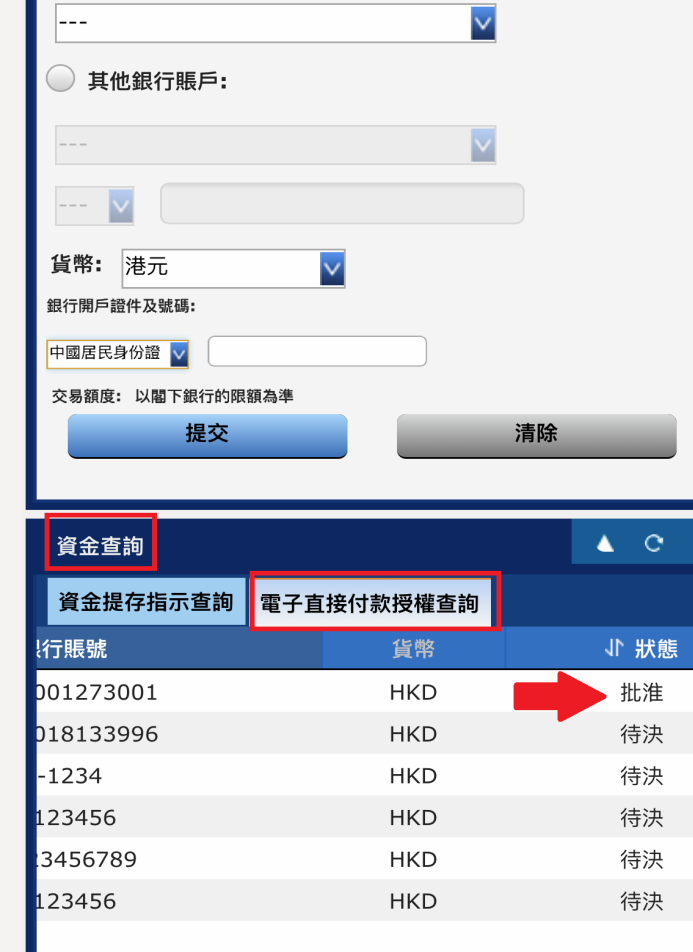 ---
其他銀行賬戶:
---
---
貨幣: 港元
銀行開戶證件及號碼:
中國居民身份證
交易額度: 以閣下銀行的限額為準
提交 清除
資金查詢
資金提存指示查詢 電子直接付款授權查詢
行賬號 貨幣 狀態
001273001 HKD 批准
018133996 HKD 待決
-1234 HKD 待決
123456 HKD 待決
23456789 HKD 待決
123456 HKD 待決